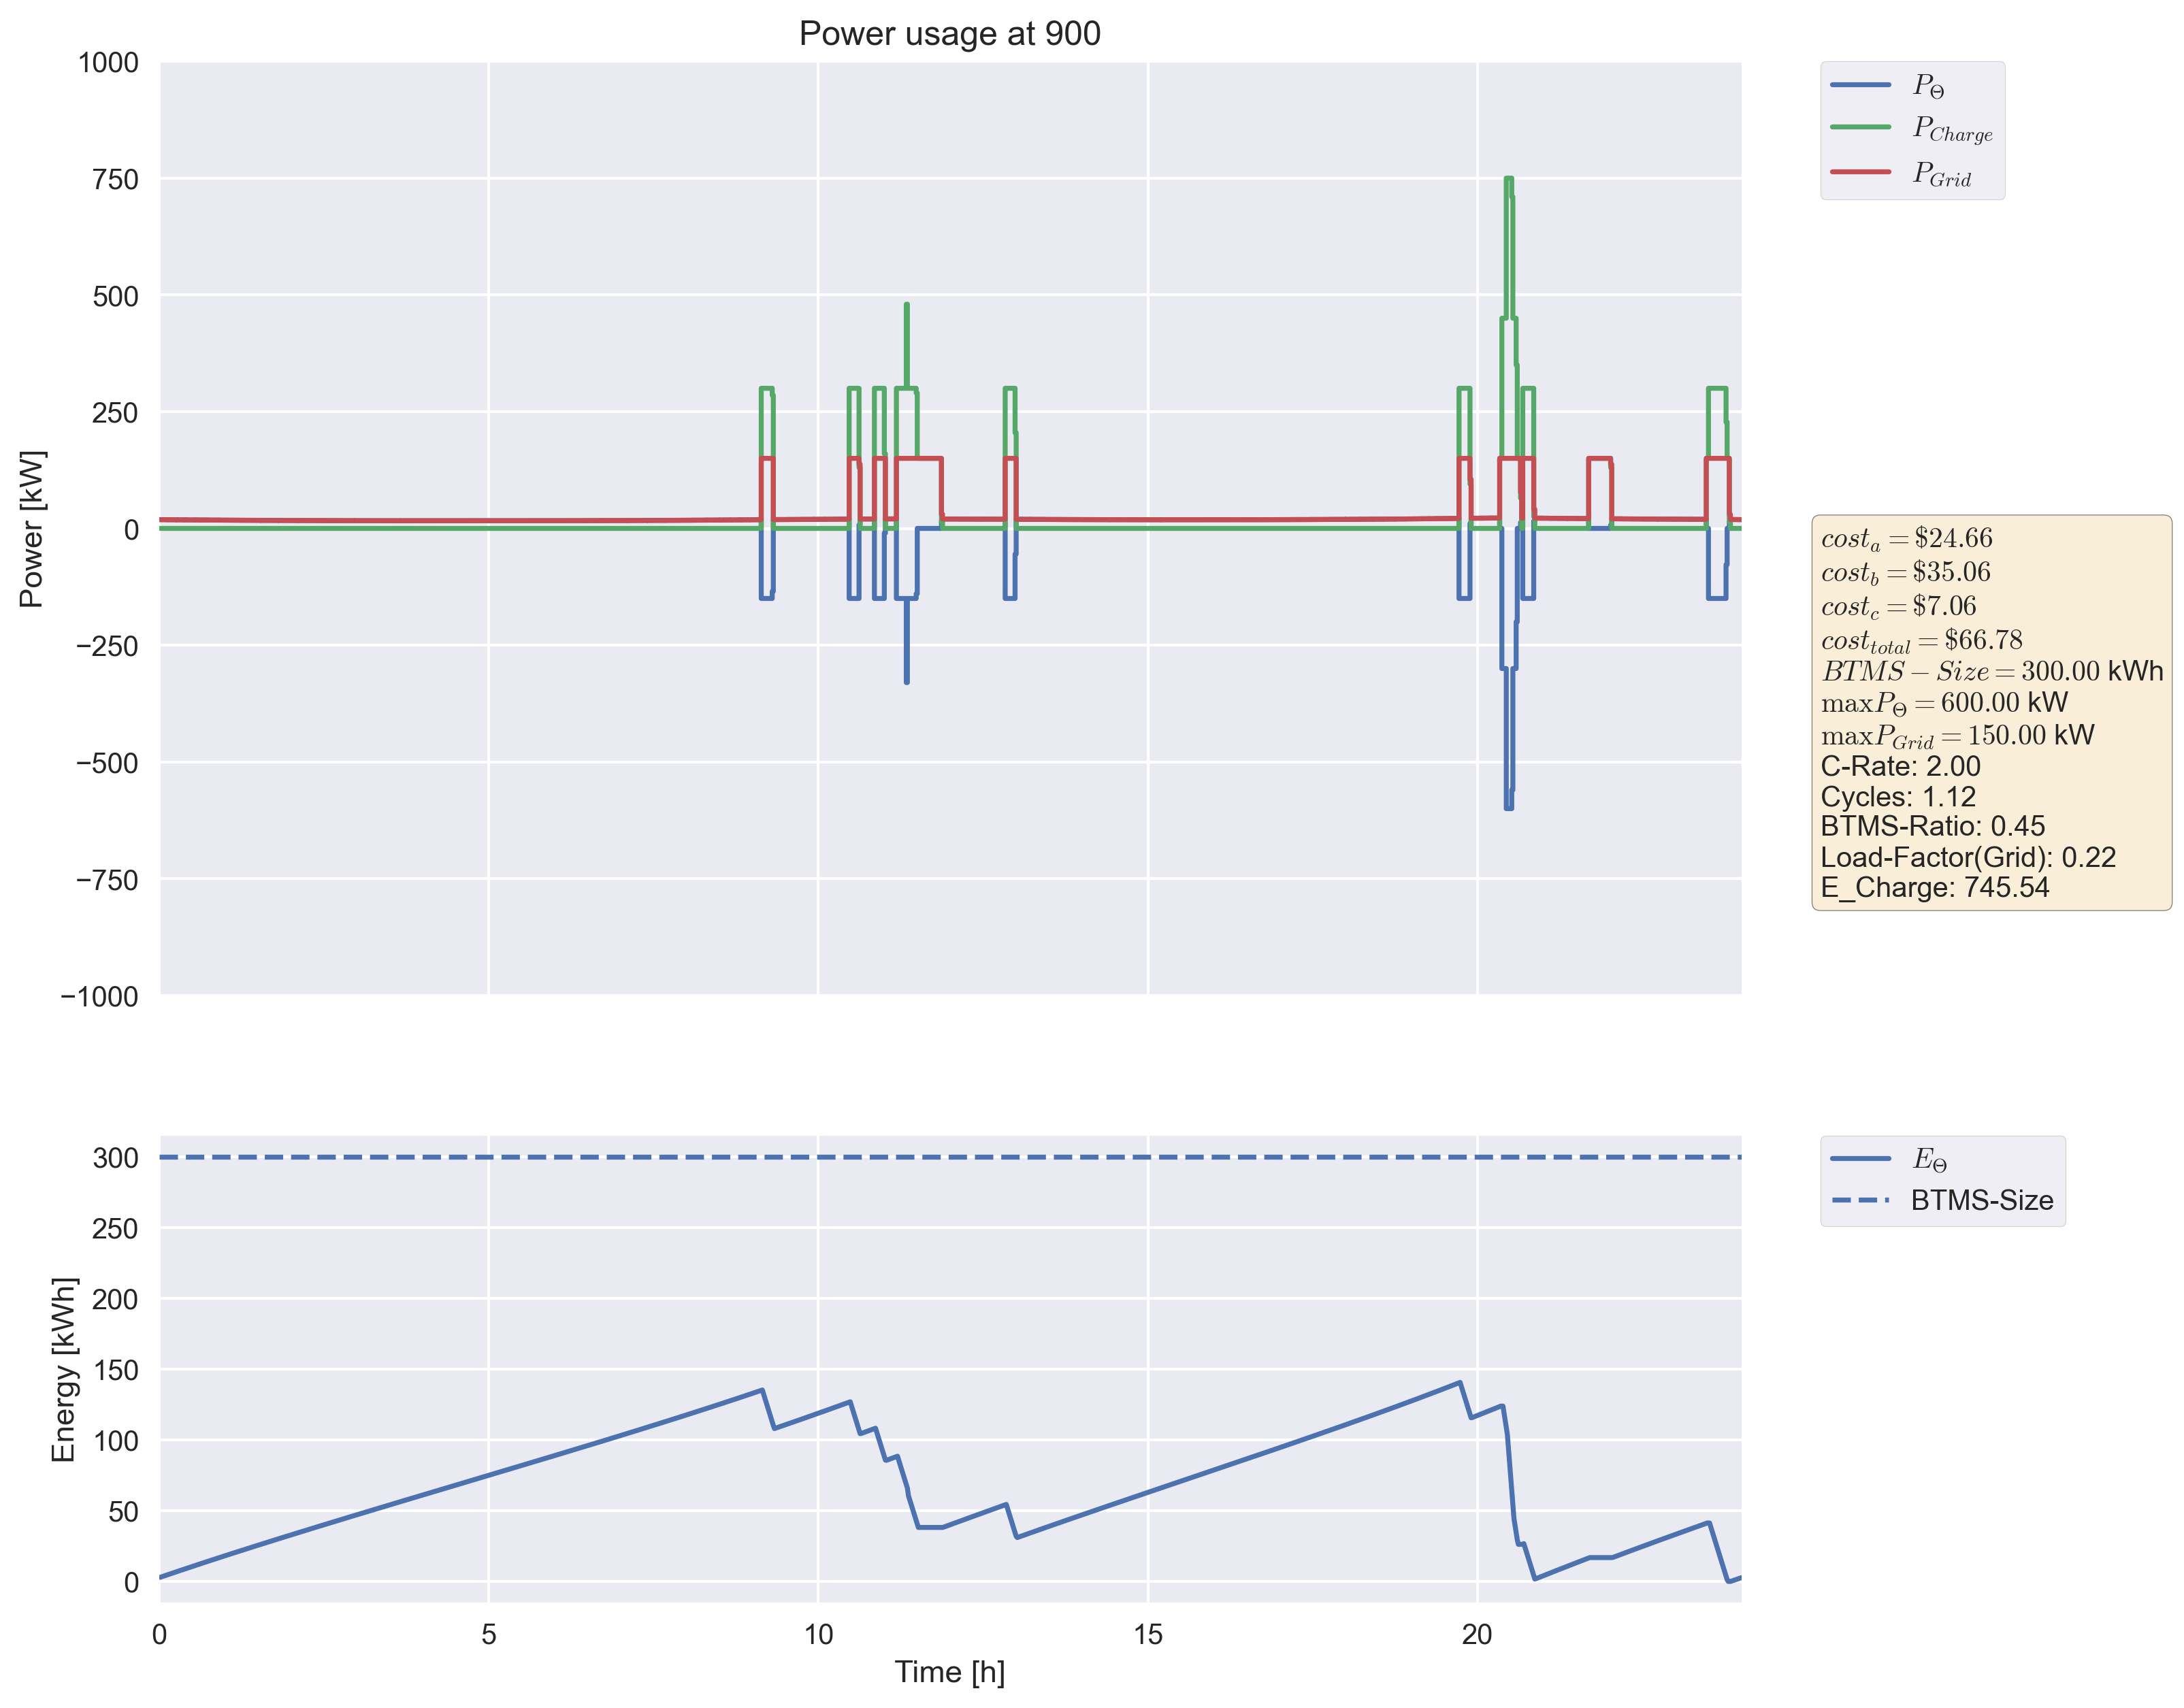 Power usage at 900
1000
750
500
250
0
−250
−500
−750
−1000
Power [kW]
P_Θ
P_Charge
P_Grid
cost_a = $24.66
cost_b = $35.06
cost_c = $7.06
cost_total = $66.78
BTMS − Size = 300.00 kWh
maxP_Θ = 600.00 kW
maxP_Grid = 150.00 kW
C-Rate: 2.00
Cycles: 1.12
BTMS-Ratio: 0.45
Load-Factor(Grid): 0.22
E_Charge: 745.54
300
250
200
150
100
50
0
Energy [kWh]
E_Θ
BTMS-Size
0 5 10 15 20
Time [h]